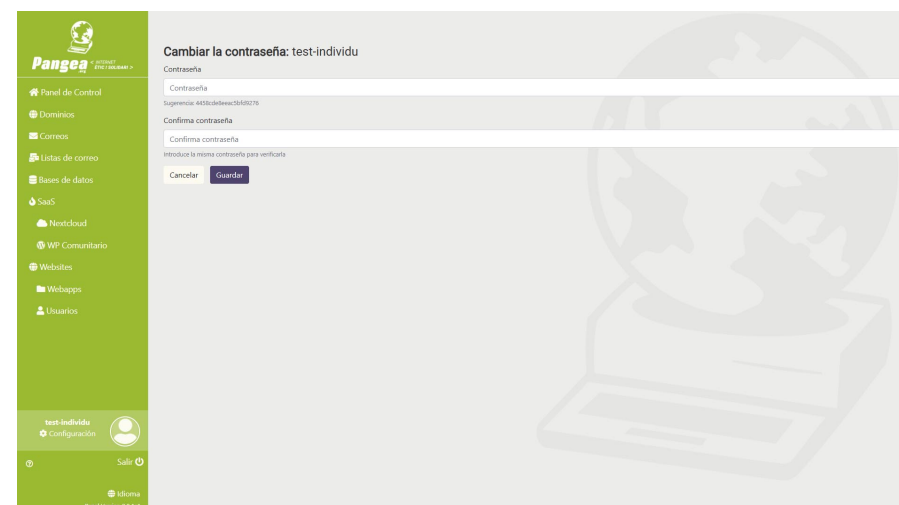 Pangea.org < INTERNET
ÈTIC I SOLIDARI >
Panel de Control
Dominios
Correos
Listas de correo
Bases de datos
SaaS
Nextcloud
WP Comunitario
Websites
Webapps
Usuarios
test-individu
Configuración
Salir
Idioma
Cambiar la contraseña: test-individu
Contraseña
Contraseña
Sugerencia:
Confirma contraseña
Confirma contraseña
Introduce la misma contraseña para verificarla
Cancelar Guardar